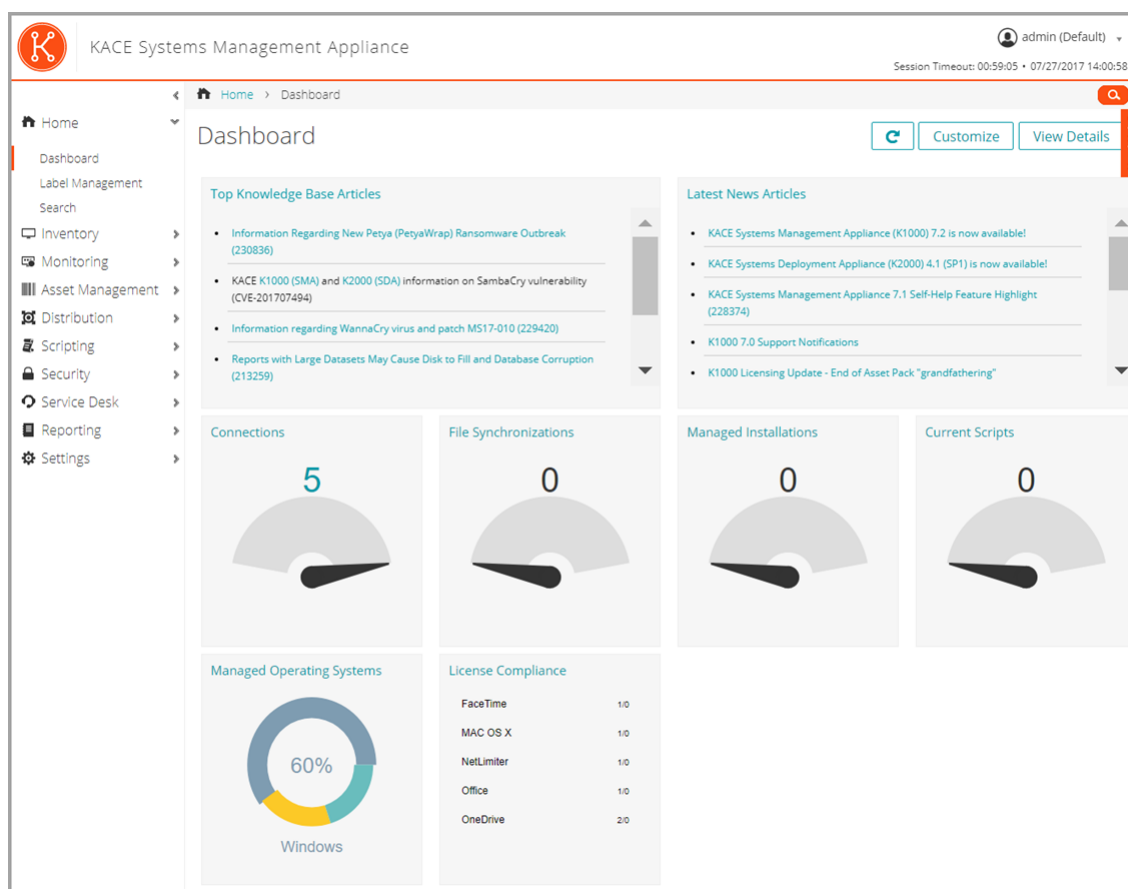 KACE Systems Management Appliance
admin (Default)
Session Timeout: 00:59:05 • 07/27/2017 14:00:58
Home > Dashboard
Home
Dashboard
Label Management
Search
Inventory
Monitoring
Asset Management
Distribution
Scripting
Security
Service Desk
Reporting
Settings
Dashboard
Customize
View Details
Top Knowledge Base Articles
• Information Regarding New Petya (PetyaWrap) Ransomware Outbreak
(230836)
• KACE K1000 (SMA) and K2000 (SDA) information on SambaCry vulnerability
(CVE-201707494)
• Information regarding WannaCry virus and patch MS17-010 (229420)
• Reports with Large Datasets May Cause Disk to Fill and Database Corruption
(213259)
Latest News Articles
• KACE Systems Management Appliance (K1000) 7.2 is now available!
• KACE Systems Deployment Appliance (K2000) 4.1 (SP1) is now available!
• KACE Systems Management Appliance 7.1 Self-Help Feature Highlight
(228374)
• K1000 7.0 Support Notifications
• K1000 Licensing Update - End of Asset Pack "grandfathering"
Connections
5
File Synchronizations
0
Managed Installations
0
Current Scripts
0
Managed Operating Systems
60%
Windows
License Compliance
FaceTime 1/0
MAC OS X 1/0
NetLimiter 1/0
Office 1/0
OneDrive 2/0